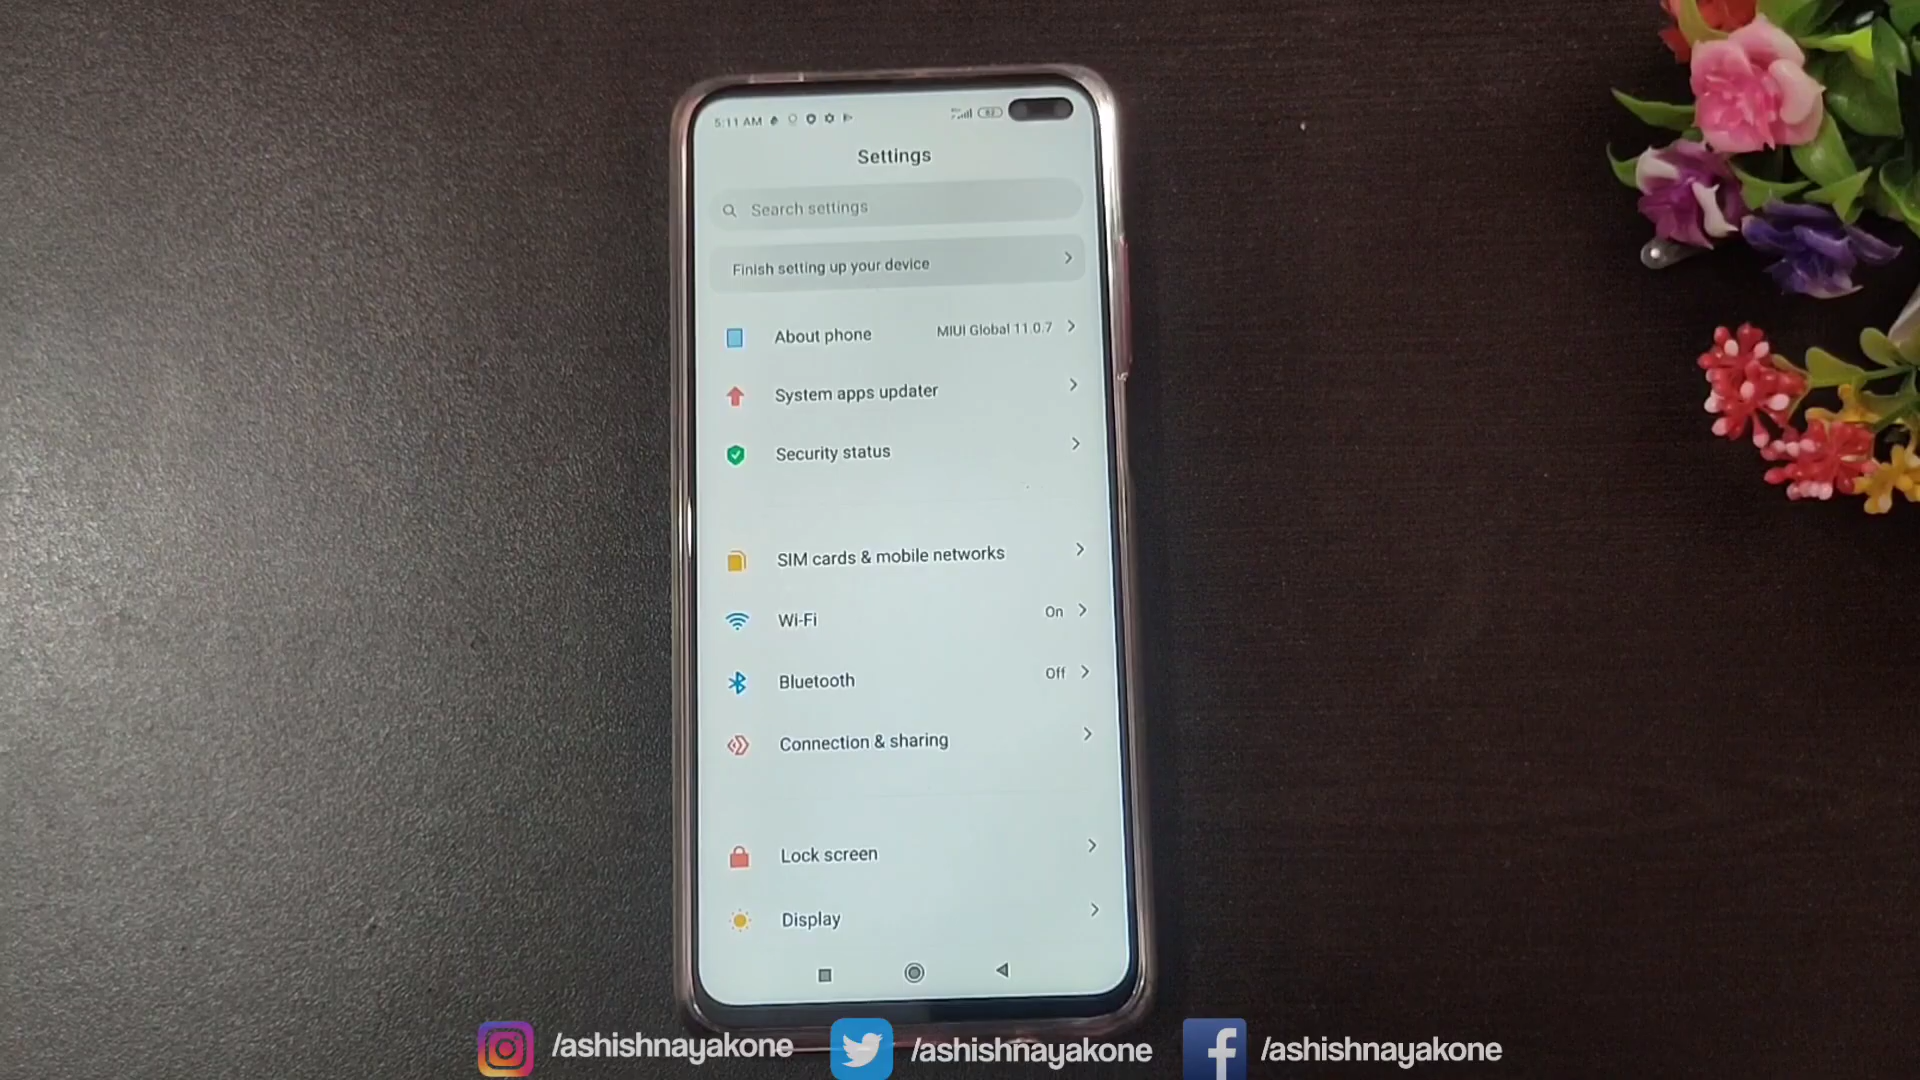 5:11 AM
Settings
Search settings
Finish setting up your device
About phone MIUI Global 11.0.7
System apps updater
Security status
SIM cards & mobile networks
Wi-Fi On
Bluetooth Off
Connection & sharing
Lock screen
Display
/ashishnayakone /ashishnayakone /ashishnayakone